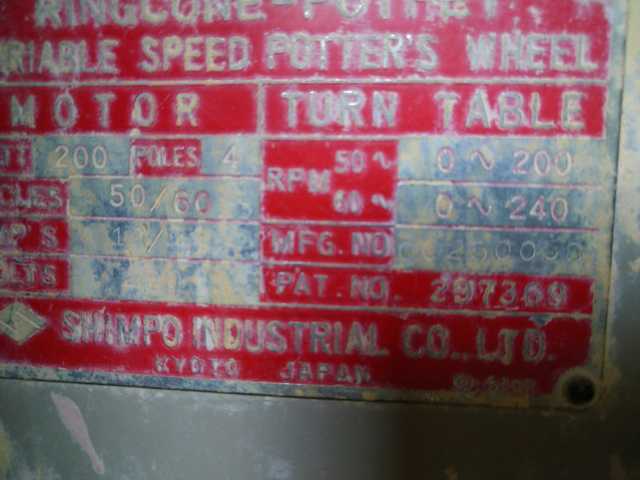 RINGCONE-POTTER
VARIABLE SPEED POTTER'S WHEEL
MOTOR TURN TABLE
200 POLES 4 RPM 50~ 0~200
CYCLES 50/60 60~ 0~240
MFG.NO
PAT.NO. 297369
SHIMPO INDUSTRIAL CO.,LTD.
KYOTO JAPAN